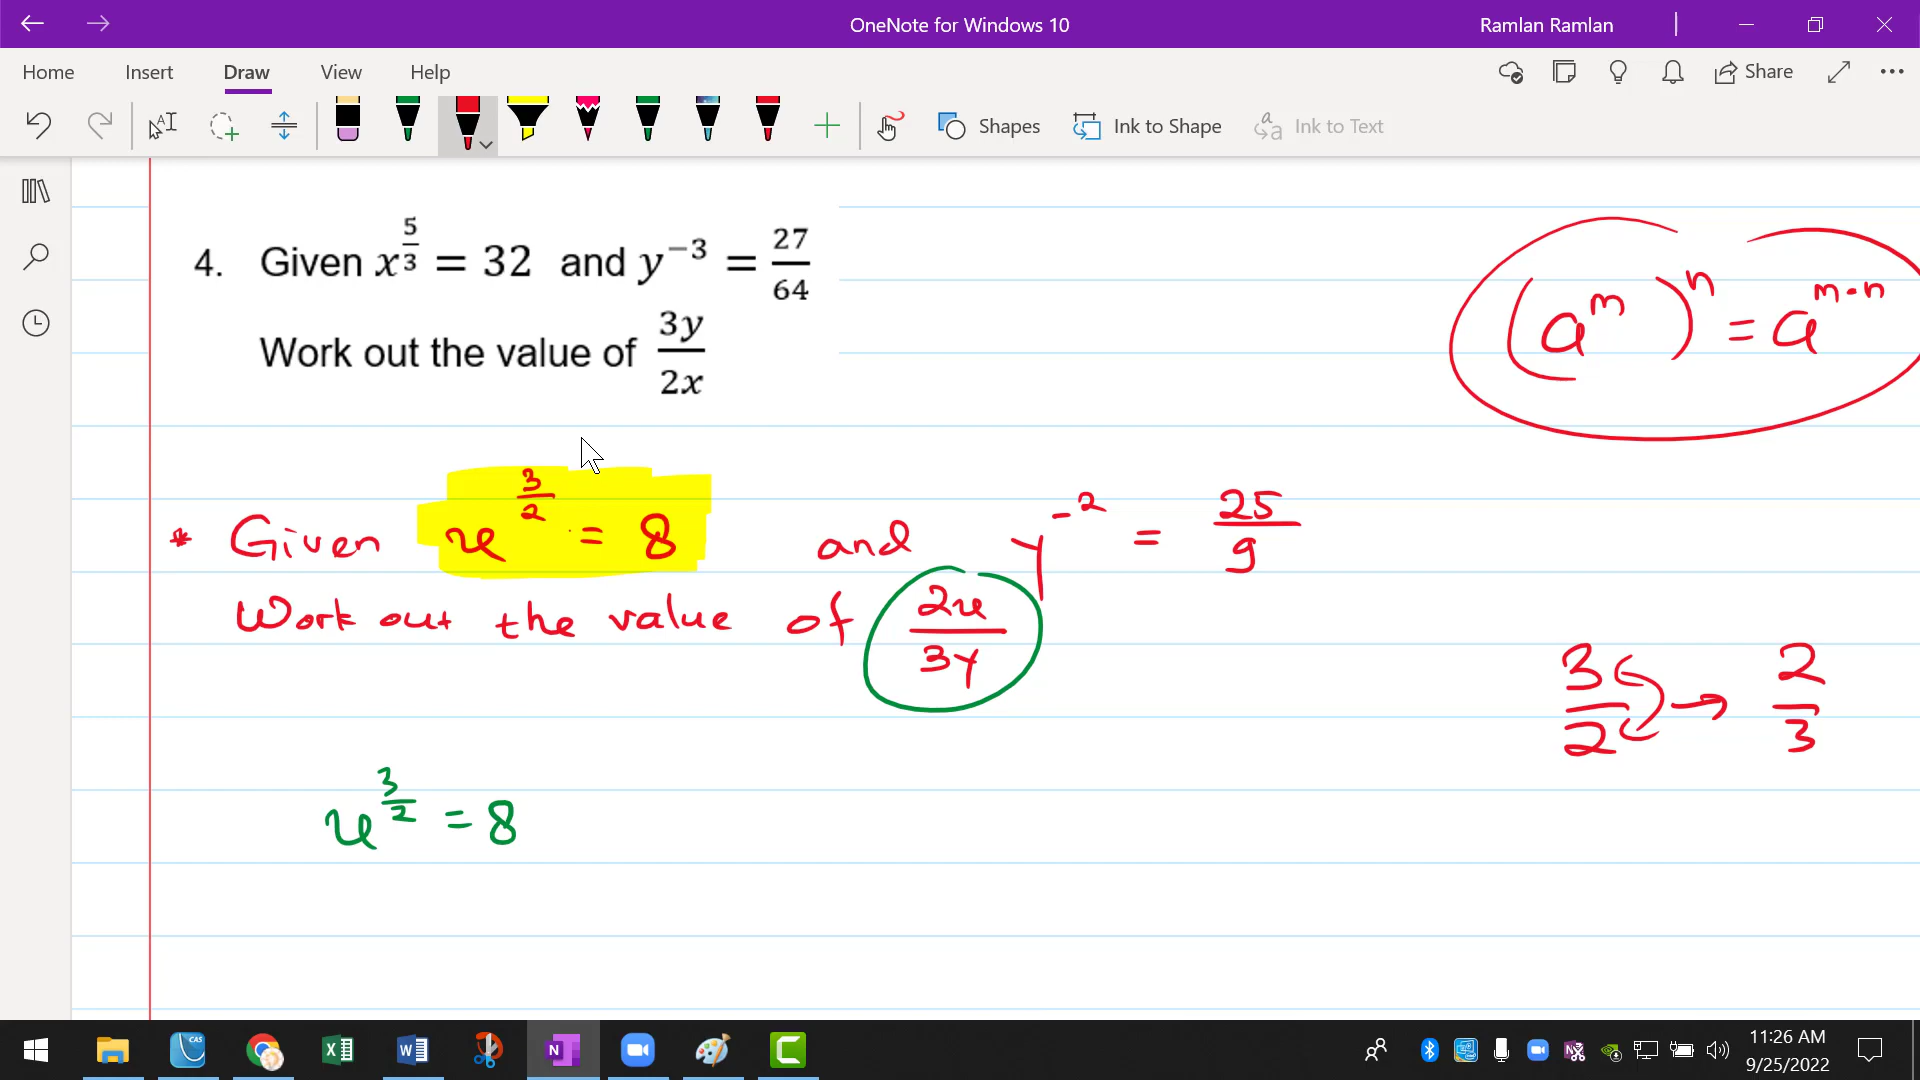 OneNote for Windows 10
Ramlan Ramlan
Home Insert Draw View Help
Share
Shapes Ink to Shape Ink to Text
4. Given x^(5/3) = 32 and y^(−3) = 27/64
Work out the value of 3y/2x
(a^m)^n = a^(m·n)
* Given x^(3/2) = 8 and y^(-2) = 25/9
Work out the value of 2x/3y
3/2 → 2/3
x^(3/2) = 8
11:26 AM
9/25/2022